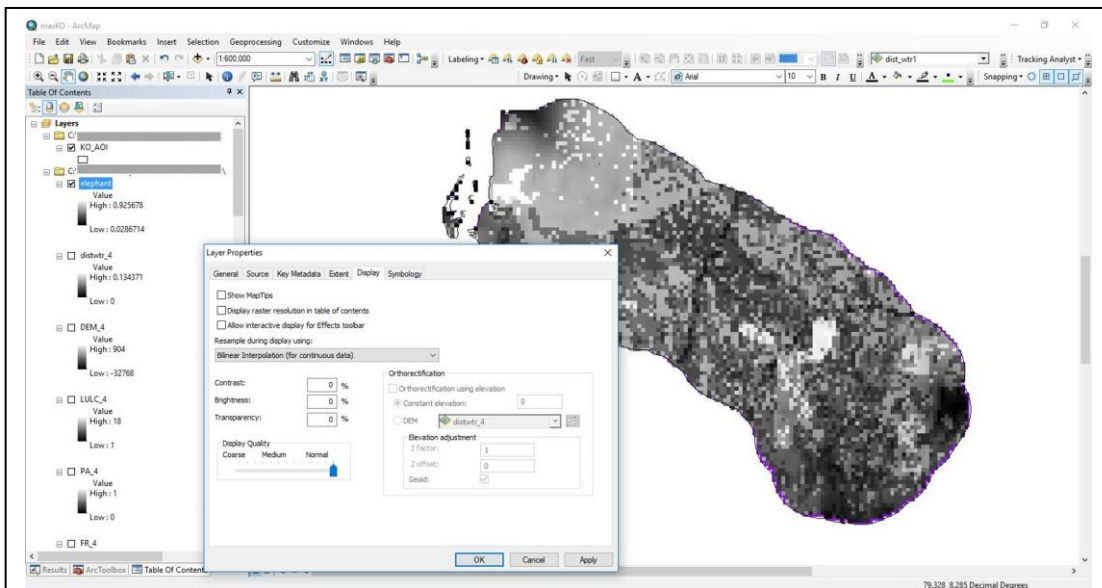 maxKO - ArcMap
File Edit View Bookmarks Insert Selection Geoprocessing Customize Windows Help
1:600,000 Labeling Fast dist_wtr1 Tracking Analyst
Drawing A Arial 10 B I U A Snapping
Table Of Contents
Layers
C:\
KO_AOI
C:\ \
elephant
Value
High : 0.925678
Low : 0.0286714
distwtr_4
Value
High : 0.134371
Low : 0
DEM_4
Value
High : 904
Low : -32768
LULC_4
Value
High : 18
Low : 1
PA_4
Value
High : 1
Low : 0
FR_4
Layer Properties
General Source Key Metadata Extent Display Symbology
Show MapTips
Display raster resolution in table of contents
Allow interactive display for Effects toolbar
Resample during display using:
Bilinear Interpolation (for continuous data)
Contrast: 0 %
Brightness: 0 %
Transparency: 0 %
Display Quality
Coarse Medium Normal
Orthorectification
Orthorectification using elevation
Constant elevation: 0
DEM distwtr_4
Elevation adjustment
Z factor: 1
Z offset: 0
Geoid:
OK Cancel Apply
Results ArcToolbox Table Of Contents
79.328 8.285 Decimal Degrees